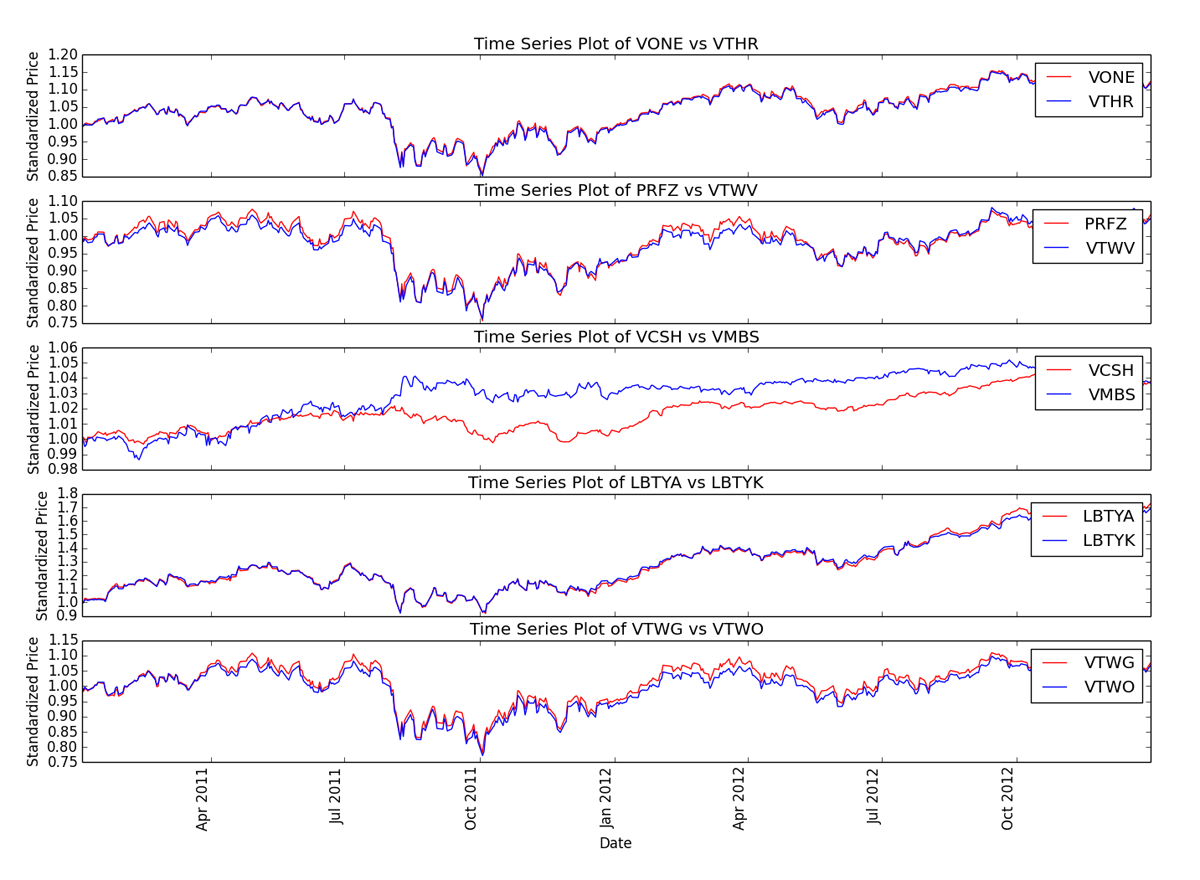 Time Series Plot of VONE vs VTHR
Standardized Price
1.20
1.15
1.10
1.05
1.00
0.95
0.90
0.85
VONE
VTHR
Time Series Plot of PRFZ vs VTWV
Standardized Price
1.10
1.05
1.00
0.95
0.90
0.85
0.80
0.75
PRFZ
VTWV
Time Series Plot of VCSH vs VMBS
Standardized Price
1.06
1.05
1.04
1.03
1.02
1.01
1.00
0.99
0.98
VCSH
VMBS
Time Series Plot of LBTYA vs LBTYK
Standardized Price
1.8
1.7
1.6
1.5
1.4
1.3
1.2
1.1
1.0
0.9
LBTYA
LBTYK
Time Series Plot of VTWG vs VTWO
Standardized Price
1.15
1.10
1.05
1.00
0.95
0.90
0.85
0.80
0.75
VTWG
VTWO
Apr 2011
Jul 2011
Oct 2011
Jan 2012
Apr 2012
Jul 2012
Oct 2012
Date